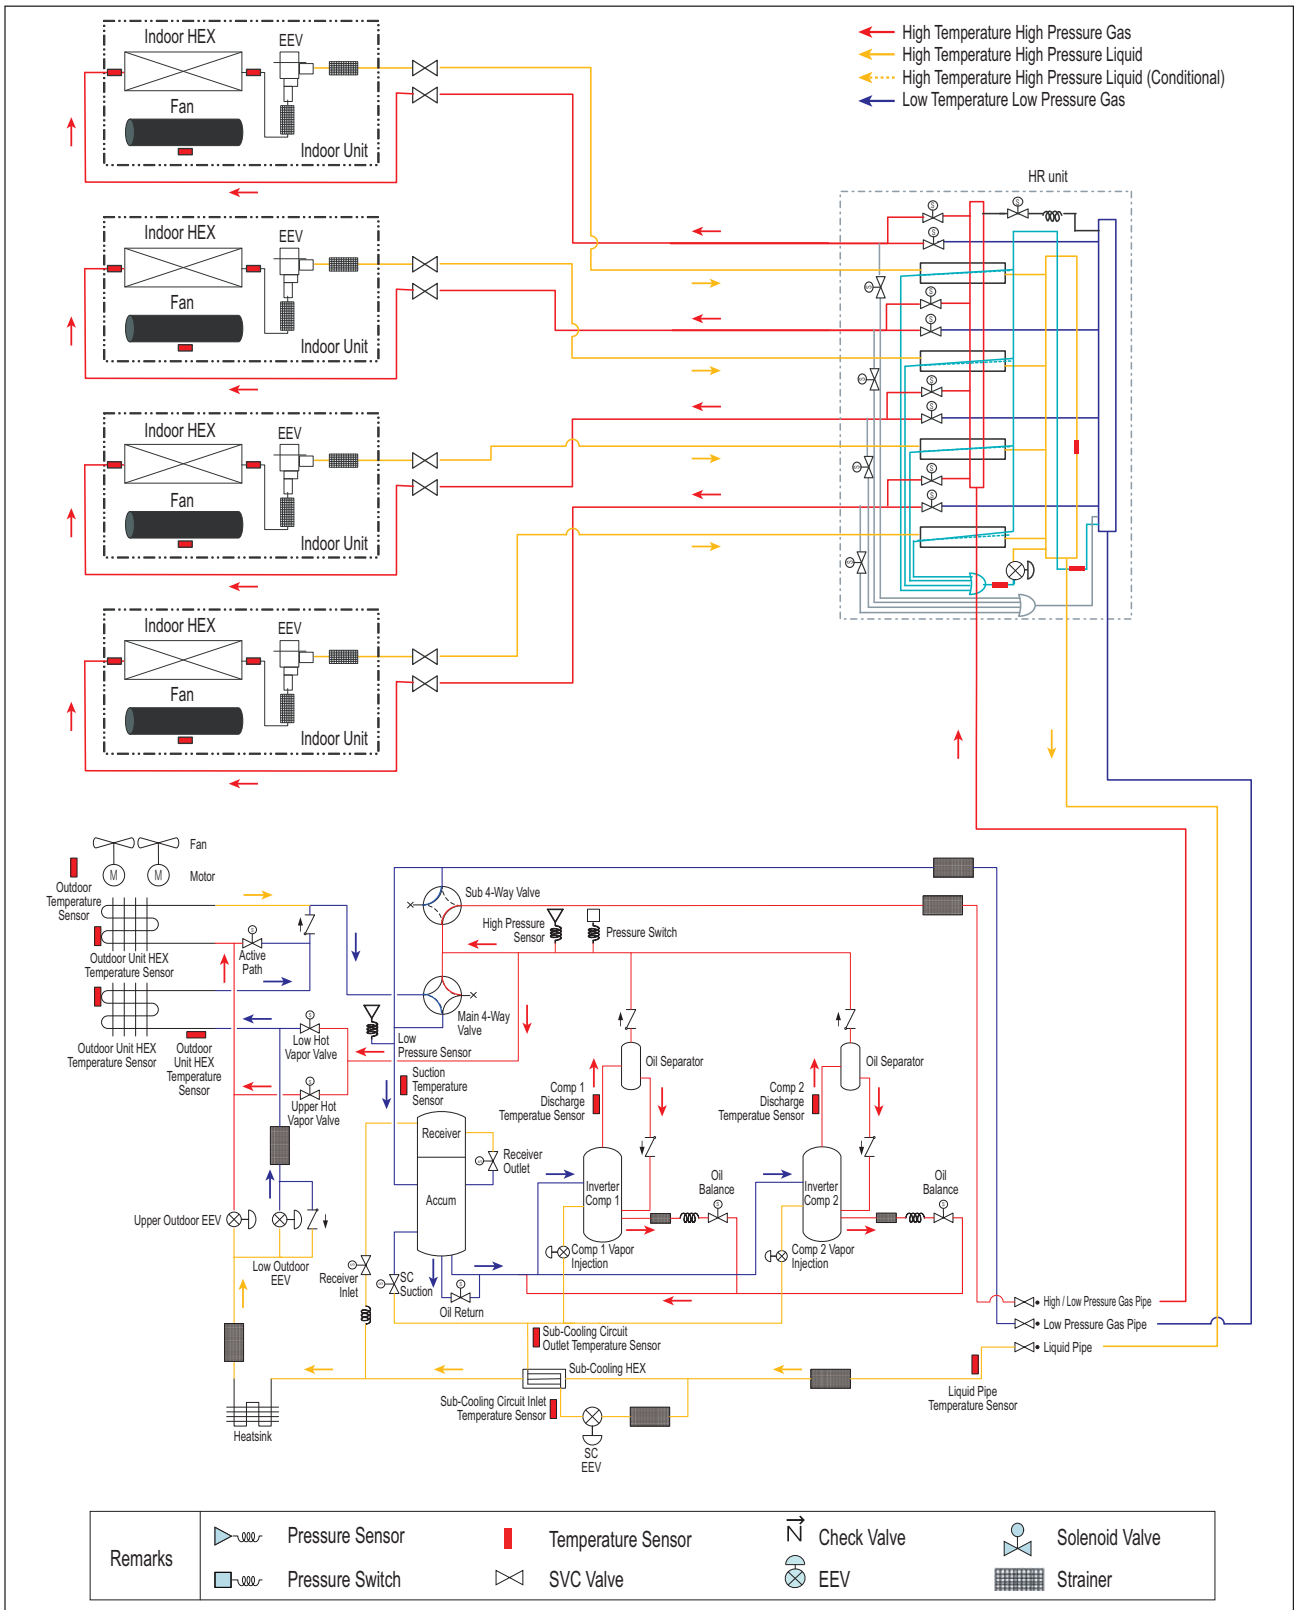 High Temperature High Pressure Gas
High Temperature High Pressure Liquid
High Temperature High Pressure Liquid (Conditional)
Low Temperature Low Pressure Gas
Indoor HEX
EEV
Fan
Indoor Unit
HR unit
S
S
S
S
S
S
S
S
S
S
S
S
S
Indoor HEX
EEV
Fan
Indoor Unit
Indoor HEX
EEV
Fan
Indoor Unit
Indoor HEX
EEV
Fan
Indoor Unit
Fan
M
M
Motor
Outdoor
Temperature
Sensor
Outdoor Unit HEX
Temperature Sensor
Active
Path
Outdoor Unit HEX
Temperature Sensor
Outdoor
Unit HEX
Temperature
Sensor
Low Hot
Vapor Valve
Upper Hot
Vapor Valve
Sub 4-Way Valve
High Pressure
Sensor
Pressure Switch
Main 4-Way
Valve
Low
Pressure Sensor
Suction
Temperature
Sensor
Oil Separator
Oil Separator
Comp 1
Discharge
Temperatue Sensor
Comp 2
Discharge
Temperatue Sensor
Receiver
Receiver
Outlet
Accum
Inverter
Comp 1
Oil
Balance
Inverter
Comp 2
Oil
Balance
Upper Outdoor EEV
Low Outdoor
EEV
Receiver
Inlet
SC
Suction
Oil Return
Comp 1 Vapor
Injection
Comp 2 Vapor
Injection
High / Low Pressure Gas Pipe
Low Pressure Gas Pipe
Liquid Pipe
Sub-Cooling Circuit
Outlet Temperature Sensor
Sub-Cooling HEX
Sub-Cooling Circuit Inlet
Temperature Sensor
SC
EEV
Liquid Pipe
Temperature Sensor
Heatsink
Remarks
Pressure Sensor
Temperature Sensor
Check Valve
Solenoid Valve
Pressure Switch
SVC Valve
EEV
Strainer